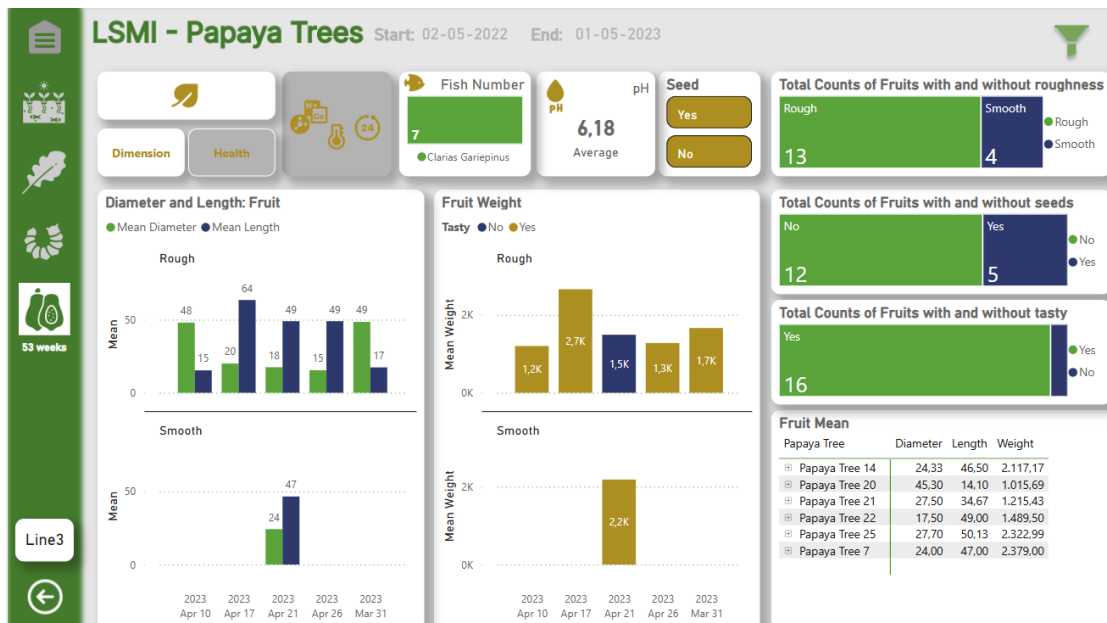 LSMI - Papaya Trees Start: 02-05-2022 End: 01-05-2023
53 weeks
Line3
Dimension
Health
Na
Ca
24
Fish Number
7
Clarias Gariepinus
PH
pH
6,18
Average
Seed
Yes
No
Total Counts of Fruits with and without roughness
Rough
13
Smooth
4
Rough
Smooth
Diameter and Length: Fruit
Mean Diameter Mean Length
Rough
Mean
50
0
48 15 20 64 18 49 15 49 49 17
Smooth
Mean
50
0
24 47
2023 2023 2023 2023 2023
Apr 10 Apr 17 Apr 21 Apr 26 Mar 31
Fruit Weight
Tasty No Yes
Rough
Mean Weight
2K
0K
1,2K 2,7K 1,5K 1,3K 1,7K
Smooth
Mean Weight
2K
0K
2,2K
2023 2023 2023 2023 2023
Apr 10 Apr 17 Apr 21 Apr 26 Mar 31
Total Counts of Fruits with and without seeds
No
12
Yes
5
No
Yes
Total Counts of Fruits with and without tasty
Yes
16
Yes
No
Fruit Mean
Papaya Tree Diameter Length Weight
Papaya Tree 14 24,33 46,50 2.117,17
Papaya Tree 20 45,30 14,10 1.015,69
Papaya Tree 21 27,50 34,67 1.215,43
Papaya Tree 22 17,50 49,00 1.489,50
Papaya Tree 25 27,70 50,13 2.322,99
Papaya Tree 7 24,00 47,00 2.379,00